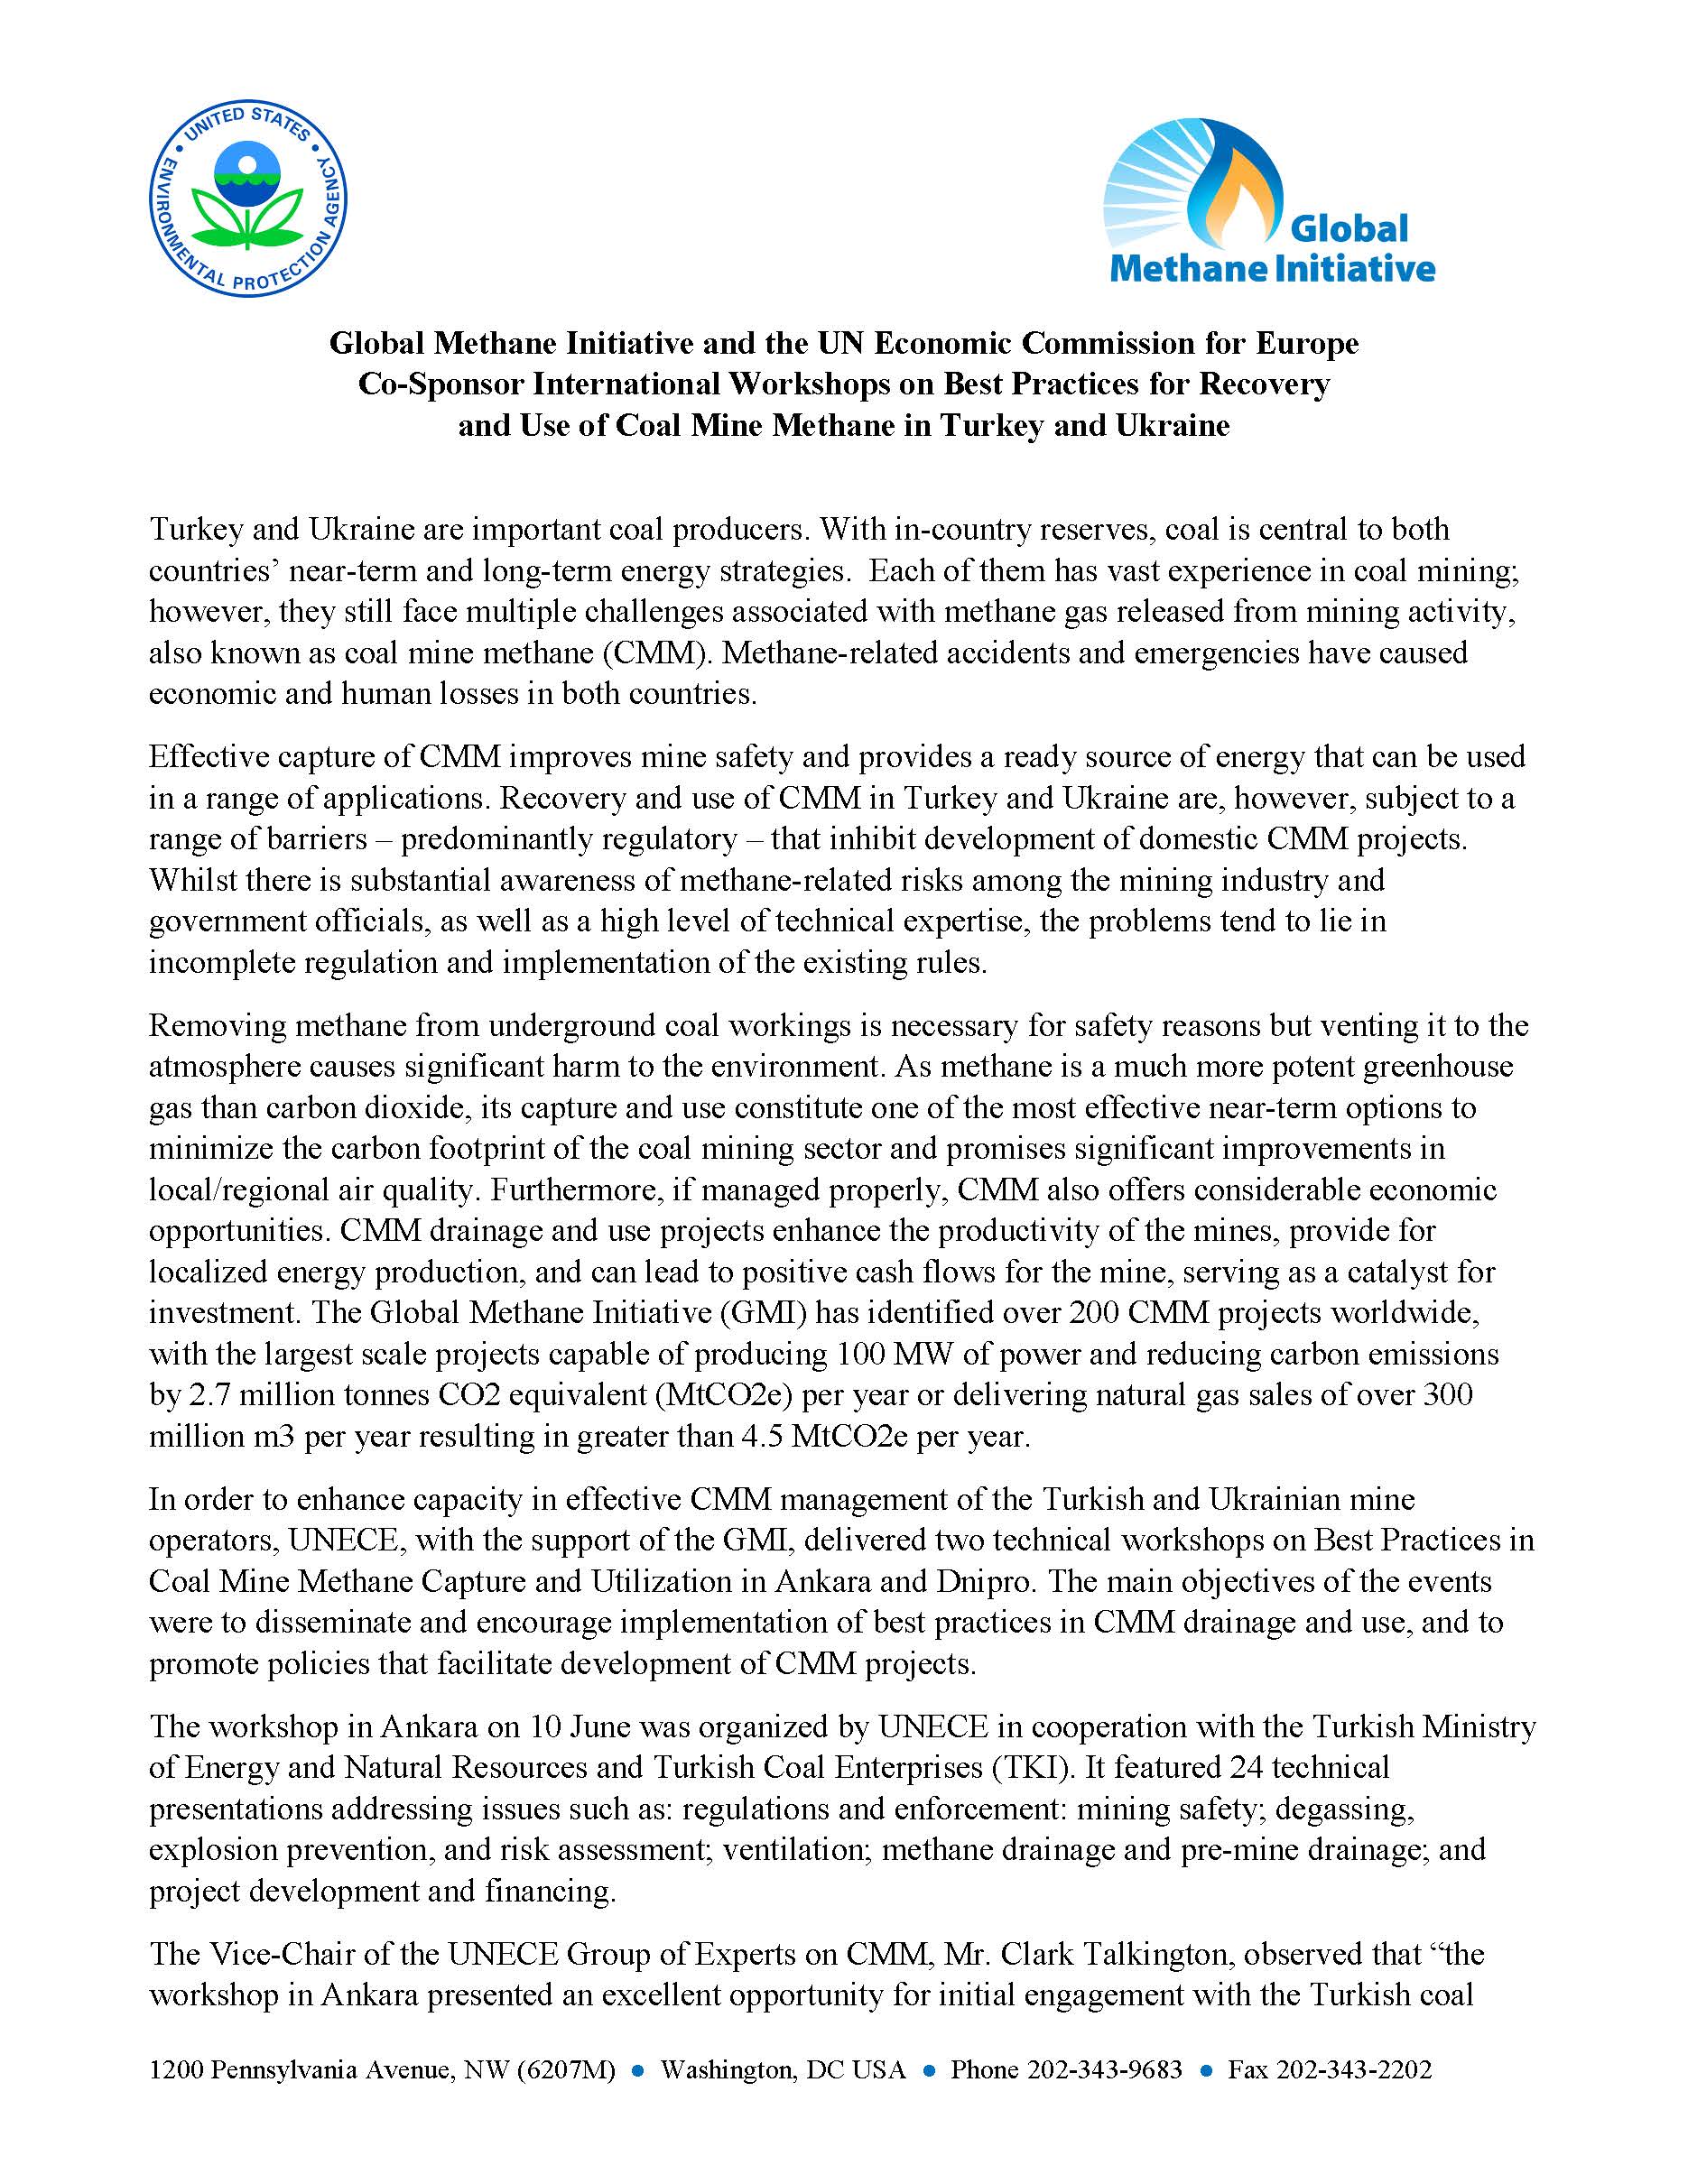 UNITED STATES
ENVIRONMENTAL PROTECTION AGENCY
Global
Methane Initiative
Global Methane Initiative and the UN Economic Commission for Europe
Co-Sponsor International Workshops on Best Practices for Recovery
and Use of Coal Mine Methane in Turkey and Ukraine
Turkey and Ukraine are important coal producers. With in-country reserves, coal is central to both
countries’ near-term and long-term energy strategies.  Each of them has vast experience in coal mining;
however, they still face multiple challenges associated with methane gas released from mining activity,
also known as coal mine methane (CMM). Methane-related accidents and emergencies have caused
economic and human losses in both countries.
Effective capture of CMM improves mine safety and provides a ready source of energy that can be used
in a range of applications. Recovery and use of CMM in Turkey and Ukraine are, however, subject to a
range of barriers – predominantly regulatory – that inhibit development of domestic CMM projects.
Whilst there is substantial awareness of methane-related risks among the mining industry and
government officials, as well as a high level of technical expertise, the problems tend to lie in
incomplete regulation and implementation of the existing rules.
Removing methane from underground coal workings is necessary for safety reasons but venting it to the
atmosphere causes significant harm to the environment. As methane is a much more potent greenhouse
gas than carbon dioxide, its capture and use constitute one of the most effective near-term options to
minimize the carbon footprint of the coal mining sector and promises significant improvements in
local/regional air quality. Furthermore, if managed properly, CMM also offers considerable economic
opportunities. CMM drainage and use projects enhance the productivity of the mines, provide for
localized energy production, and can lead to positive cash flows for the mine, serving as a catalyst for
investment. The Global Methane Initiative (GMI) has identified over 200 CMM projects worldwide,
with the largest scale projects capable of producing 100 MW of power and reducing carbon emissions
by 2.7 million tonnes CO2 equivalent (MtCO2e) per year or delivering natural gas sales of over 300
million m3 per year resulting in greater than 4.5 MtCO2e per year.
In order to enhance capacity in effective CMM management of the Turkish and Ukrainian mine
operators, UNECE, with the support of the GMI, delivered two technical workshops on Best Practices in
Coal Mine Methane Capture and Utilization in Ankara and Dnipro. The main objectives of the events
were to disseminate and encourage implementation of best practices in CMM drainage and use, and to
promote policies that facilitate development of CMM projects.
The workshop in Ankara on 10 June was organized by UNECE in cooperation with the Turkish Ministry
of Energy and Natural Resources and Turkish Coal Enterprises (TKI). It featured 24 technical
presentations addressing issues such as: regulations and enforcement: mining safety; degassing,
explosion prevention, and risk assessment; ventilation; methane drainage and pre-mine drainage; and
project development and financing.
The Vice-Chair of the UNECE Group of Experts on CMM, Mr. Clark Talkington, observed that “the
workshop in Ankara presented an excellent opportunity for initial engagement with the Turkish coal
1200 Pennsylvania Avenue, NW (6207M) ● Washington, DC USA ● Phone 202-343-9683 ● Fax 202-343-2202